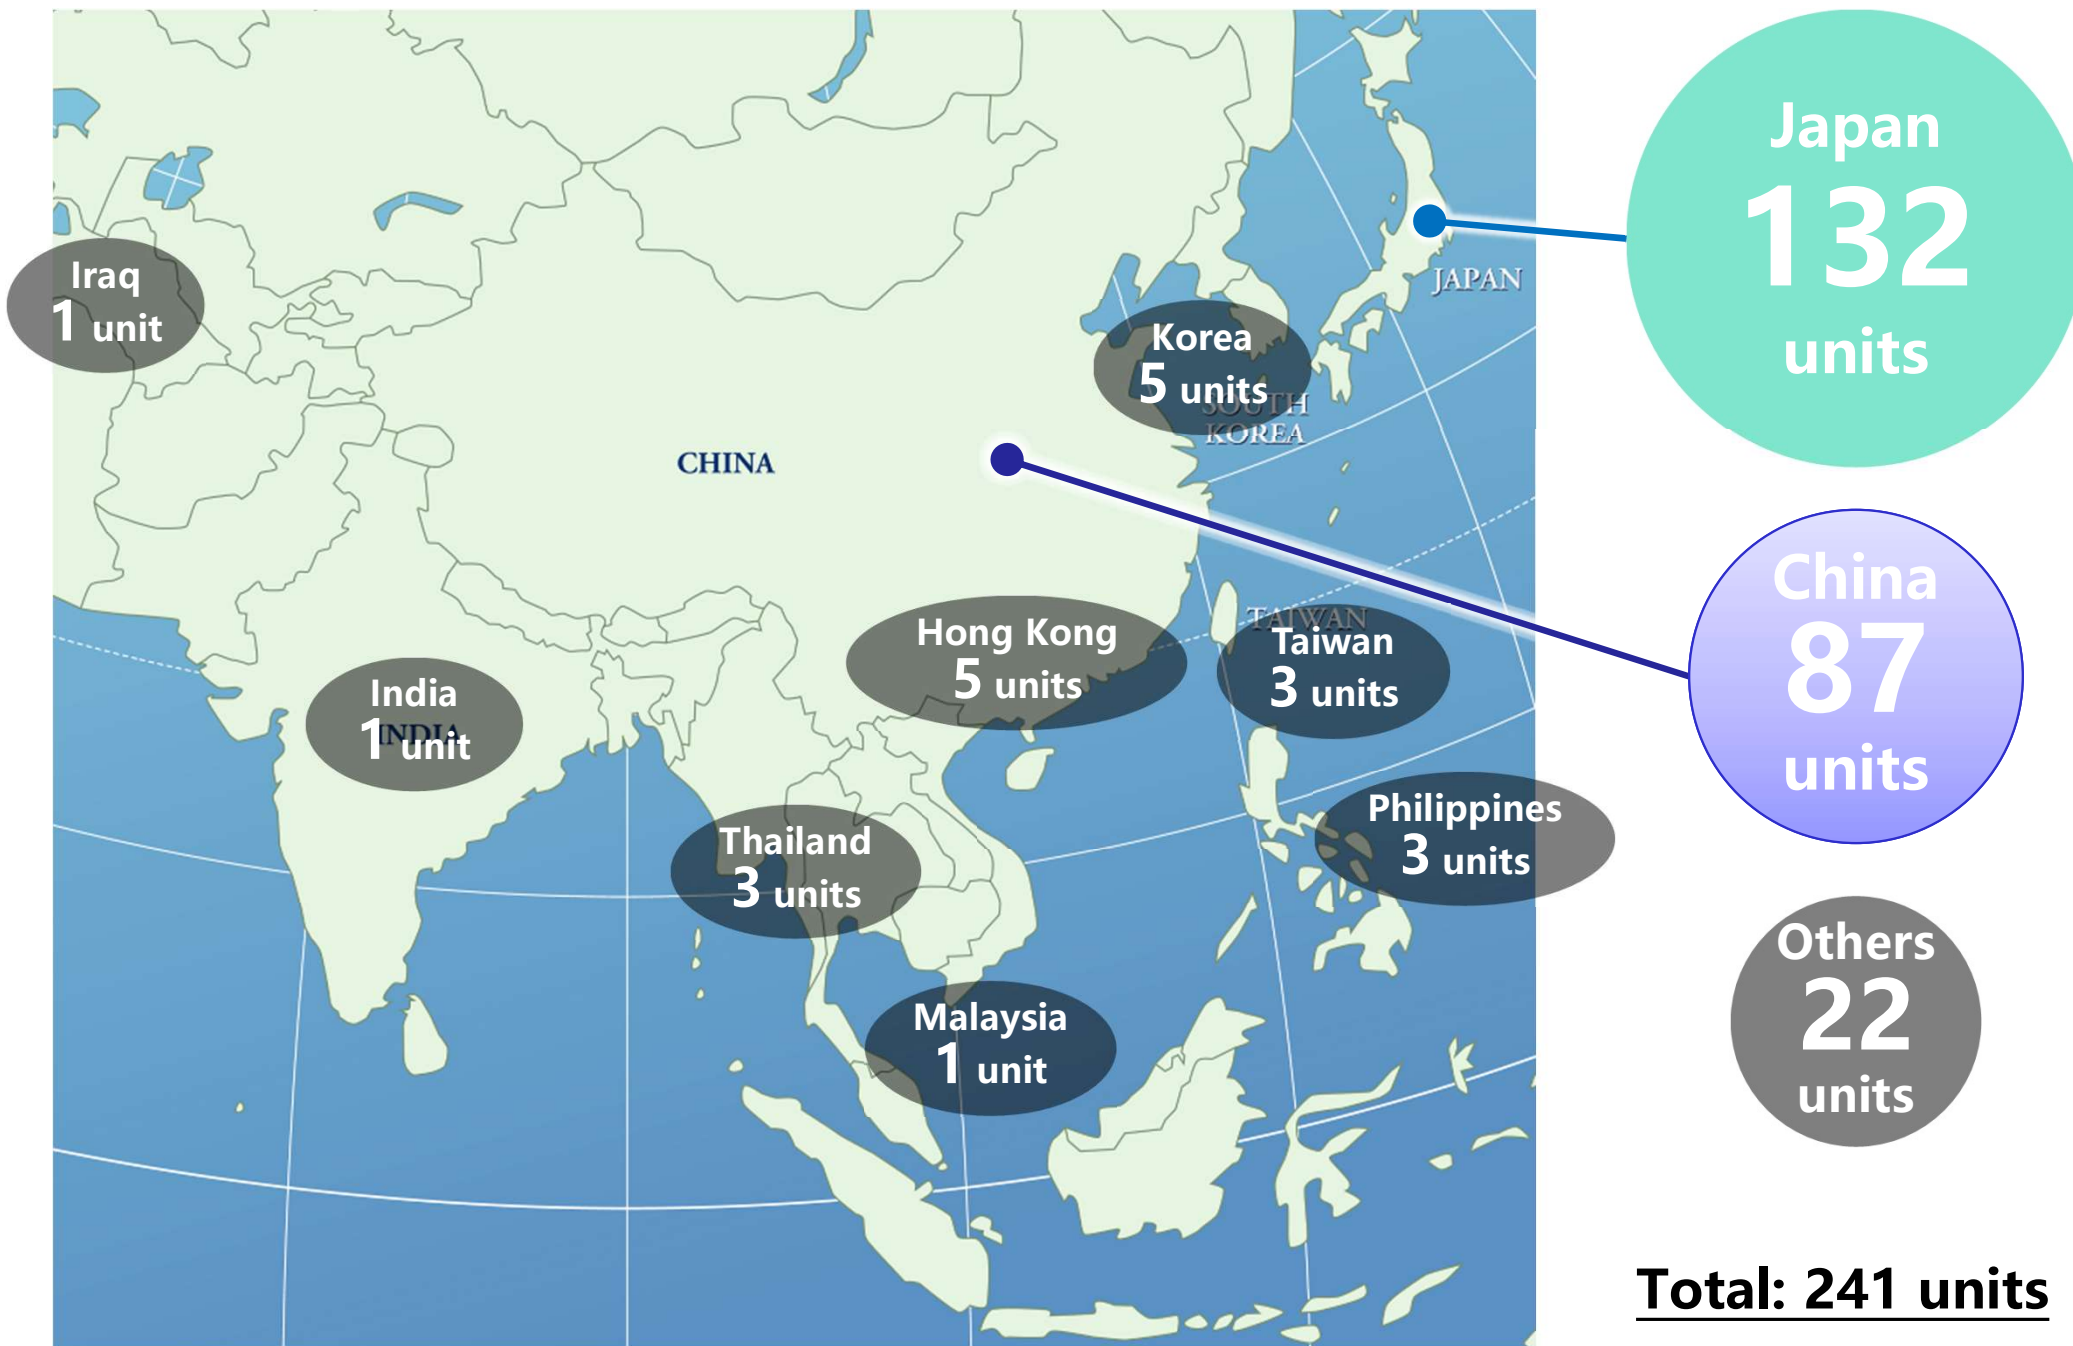 Japan
132
units
JAPAN
Iraq
1 unit
Korea
5 units
SOUTH
KOREA
CHINA
China
87
units
Hong Kong
5 units
TAIWAN
Taiwan
3 units
India
1 unit
INDIA
Philippines
3 units
Thailand
3 units
Others
22
units
Malaysia
1 unit
Total: 241 units